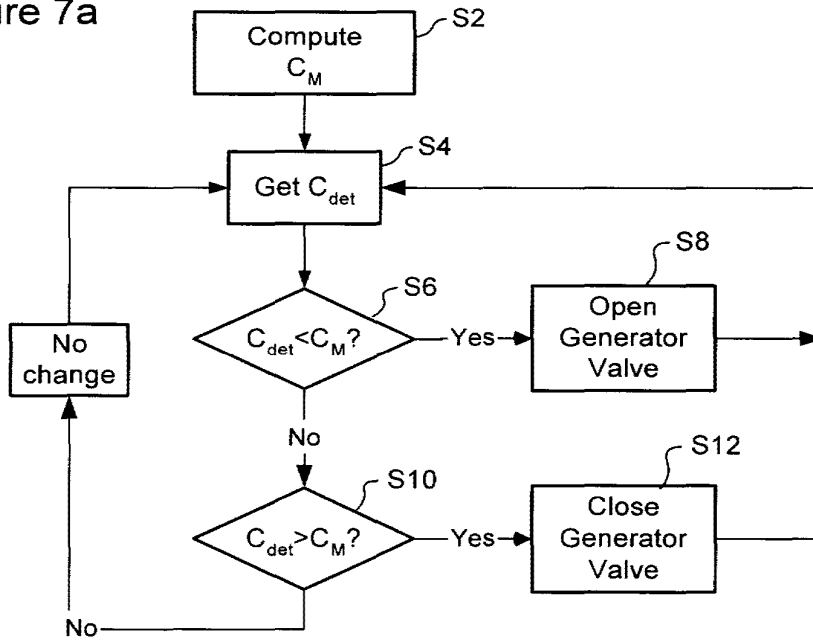 ure 7a
Compute
C_M
S2
Get C_det
S4
C_det<C_M?
S6
Yes
Open
Generator
Valve
S8
No
change
No
C_det>C_M?
S10
Yes
Close
Generator
Valve
S12
No